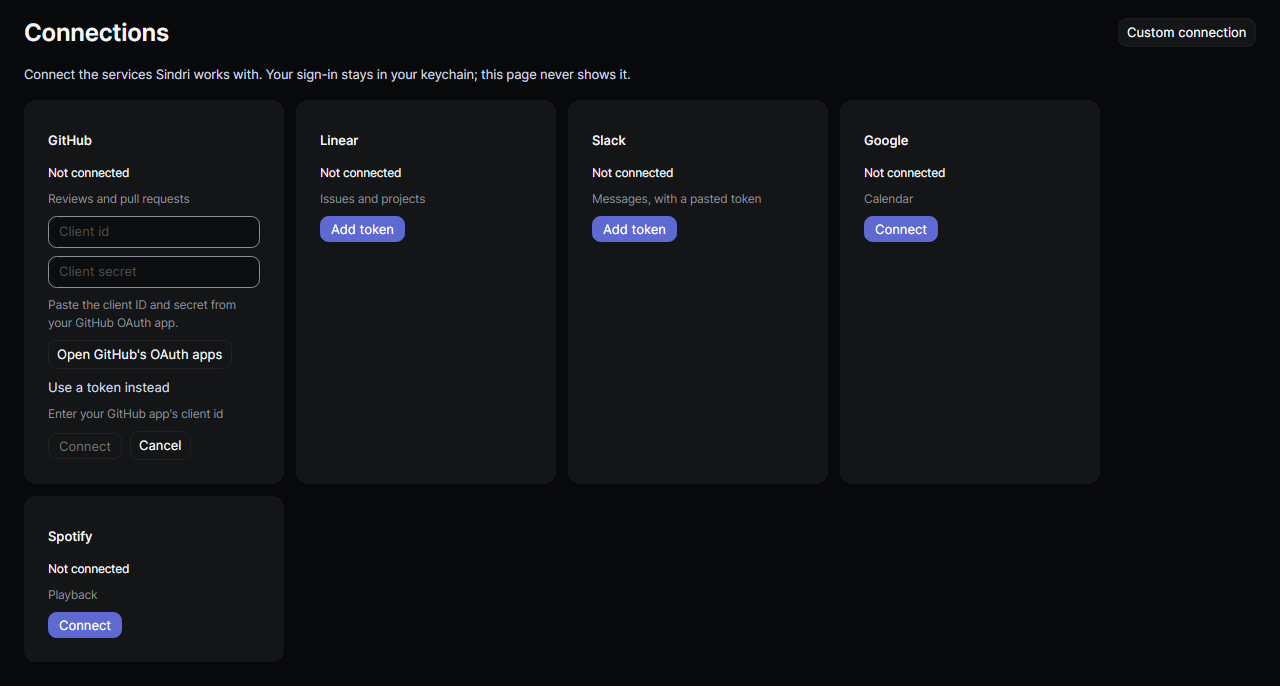 Connections
Custom connection
Connect the services Sindri works with. Your sign-in stays in your keychain; this page never shows it.
GitHub
Not connected
Reviews and pull requests
Client id
Client secret
Paste the client ID and secret from
your GitHub OAuth app.
Open GitHub's OAuth apps
Use a token instead
Enter your GitHub app's client id
Connect
Cancel
Linear
Not connected
Issues and projects
Add token
Slack
Not connected
Messages, with a pasted token
Add token
Google
Not connected
Calendar
Connect
Spotify
Not connected
Playback
Connect